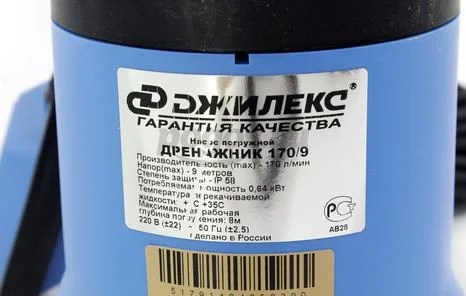 ДЖИЛЕКС®
ГАРАНТИЯ КАЧЕСТВА
Насос погружной
ДРЕНАЖНИК 170/9
Производительность (max) - 170 л/мин
Напор(max) - 9 метров
Степень защиты - IP 58
Потребляемая мощность 0,64 кВт
Температура перекачиваемой
жидкости: + С +35С
Максимальная рабочая
глубина погружения: 8м
220 В (±22) ~ 50 Гц (±2.5)
Сделано в России
РСТ
АВ28